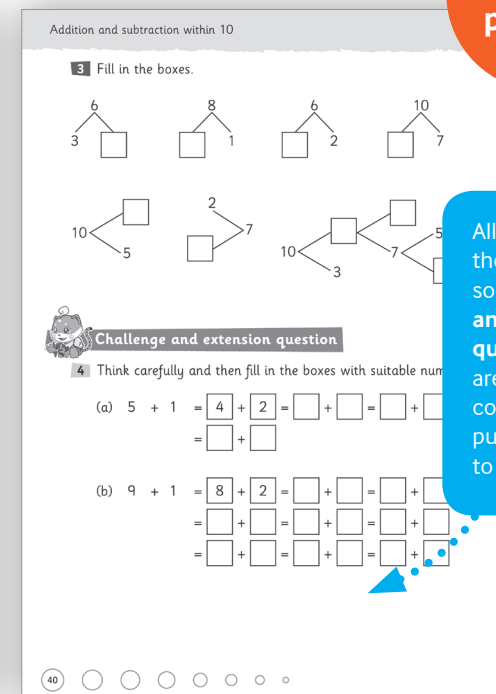 Addition and subtraction within 10
p
3 Fill in the boxes.
6 8 6 10
3 1 2 7
10 5
2 7
10 3 7 5
Challenge and extension question
4 Think carefully and then fill in the boxes with suitable
(a) 5 + 1 = 4 + 2 = + = +
= +
(b) 9 + 1 = 8 + 2 = + = +
= + = + = +
= + = + = +
All
the
so
an
qu
are
co
pu
to
40